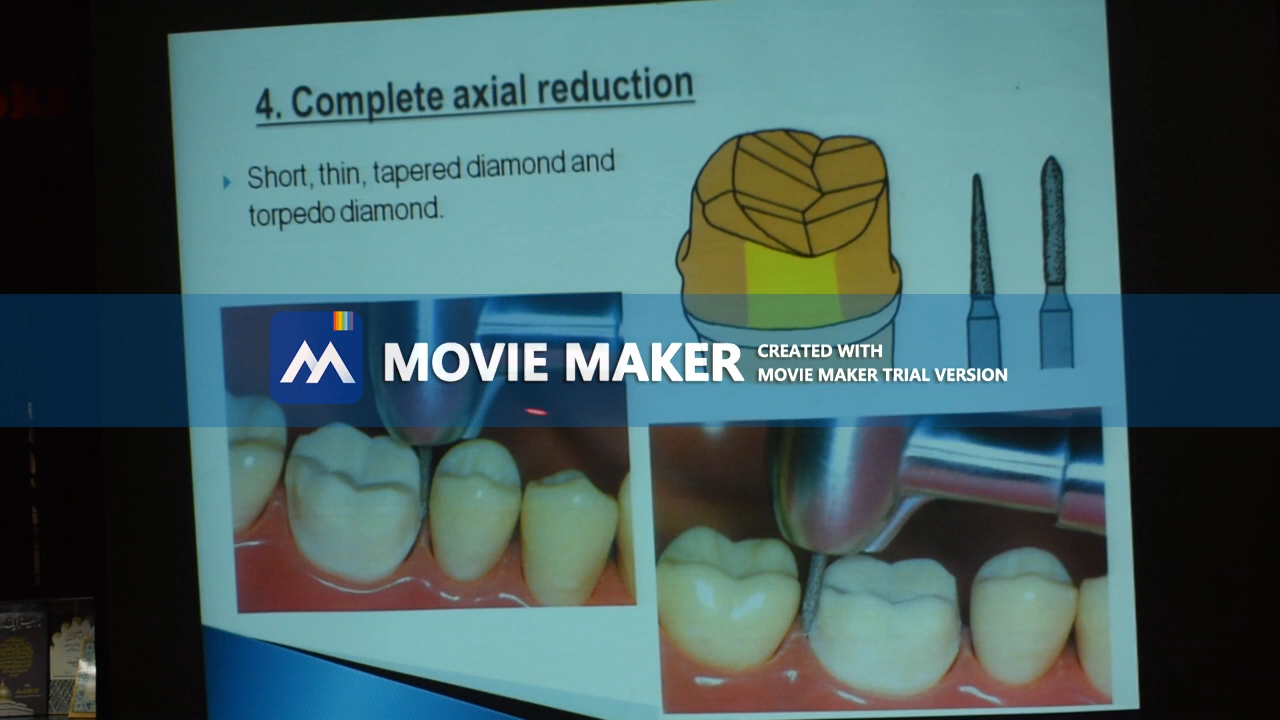 4. Complete axial reduction
Short, thin, tapered diamond and
torpedo diamond.
MOVIE MAKER
CREATED WITH
MOVIE MAKER TRIAL VERSION